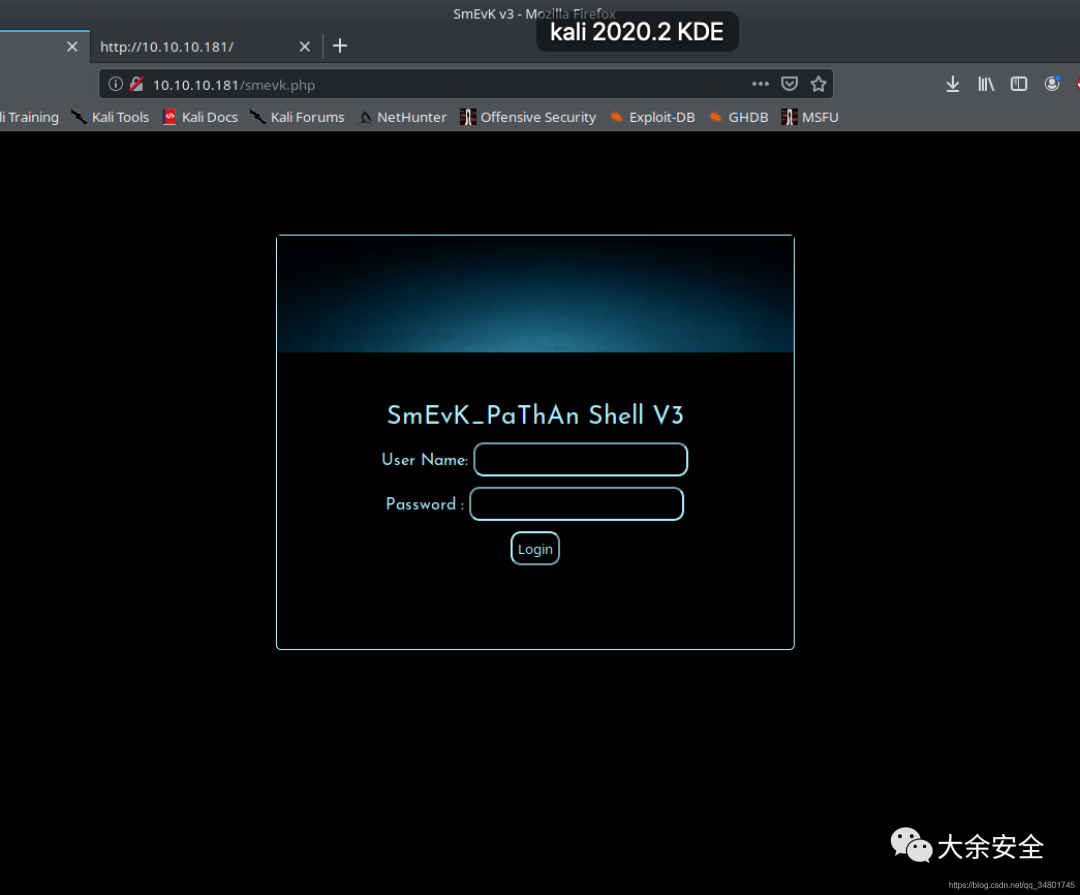 SmEvK v3 - Mozilla Firefox
kali 2020.2 KDE
http://10.10.10.181/
10.10.10.181/smevk.php
li Training Kali Tools Kali Docs Kali Forums NetHunter Offensive Security Exploit-DB GHDB MSFU
SmEvK_PaThAn Shell V3
User Name:
Password :
Login
大余安全
https://blog.csdn.net/qq_34801745